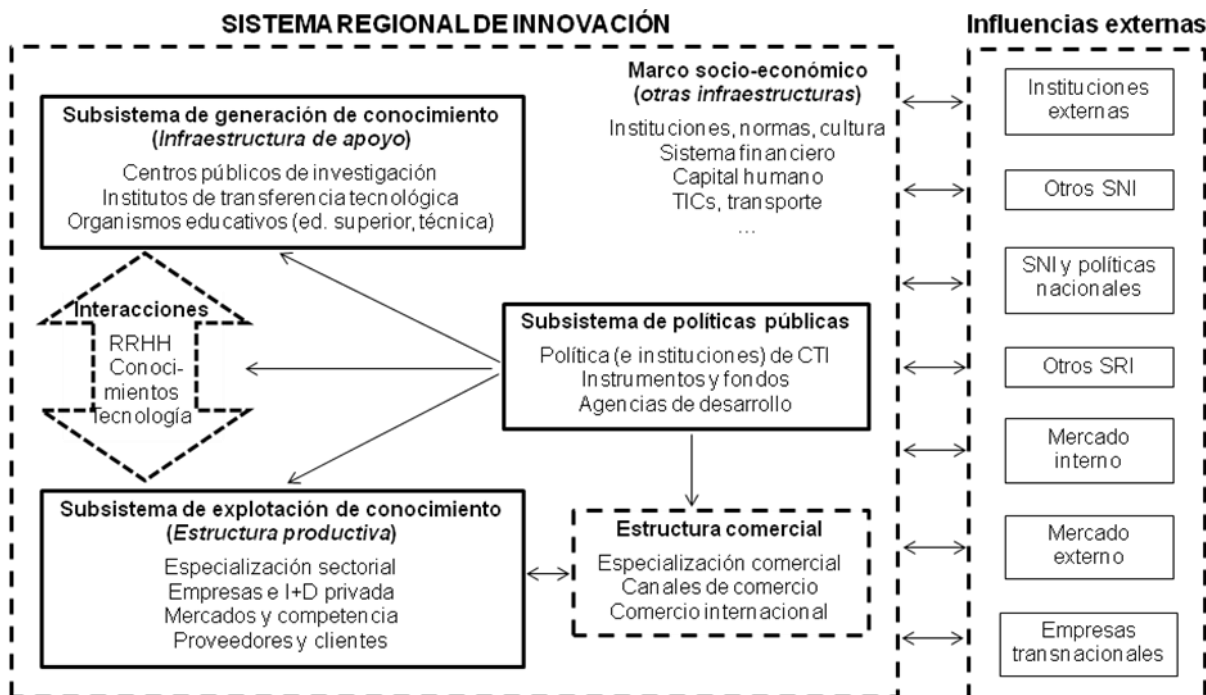 SISTEMA REGIONAL DE INNOVACIÓN
Influencias externas
Subsistema de generación de conocimiento
(Infraestructura de apoyo)
Centros públicos de investigación
Institutos de transferencia tecnológica
Organismos educativos (ed. superior, técnica)
Marco socio-económico
(otras infraestructuras)
Instituciones, normas, cultura
Sistema financiero
Capital humano
TICs, transporte
...
Interacciones
RRHH
Conoci-
mientos
Tecnología
Subsistema de políticas públicas
Política (e instituciones) de CTI
Instrumentos y fondos
Agencias de desarrollo
Subsistema de explotación de conocimiento
(Estructura productiva)
Especialización sectorial
Empresas e I+D privada
Mercados y competencia
Proveedores y clientes
Estructura comercial
Especialización comercial
Canales de comercio
Comercio internacional
Instituciones
externas
Otros SNI
SNI y políticas
nacionales
Otros SRI
Mercado
interno
Mercado
externo
Empresas
transnacionales